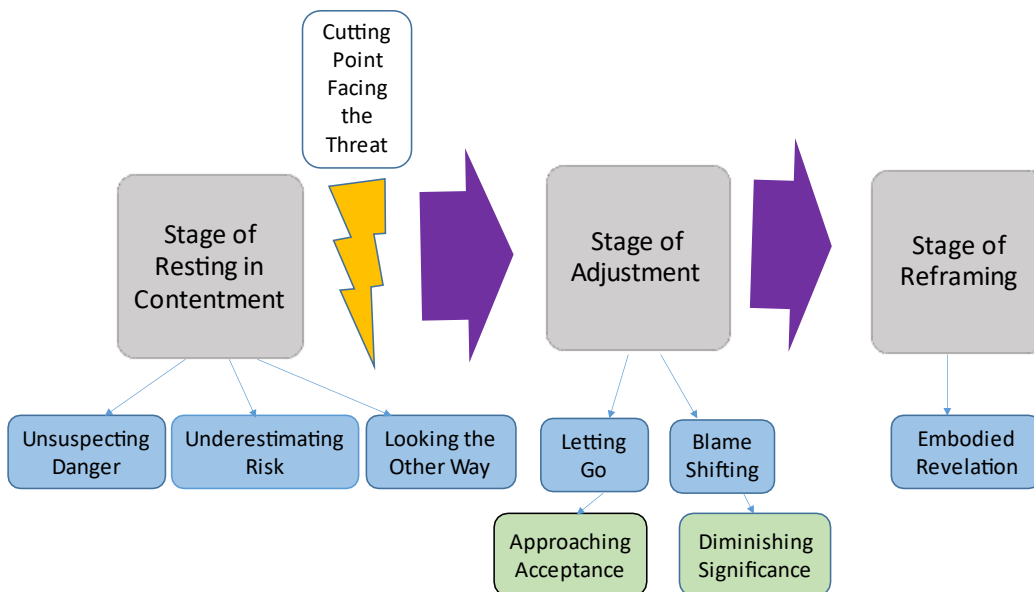 Cutting
Point
Facing
the
Threat
Stage of
Resting in
Contentment
Stage of
Adjustment
Stage of
Reframing
Unsuspecting
Danger
Underestimating
Risk
Looking the
Other Way
Letting
Go
Blame
Shifting
Embodied
Revelation
Approaching
Acceptance
Diminishing
Significance